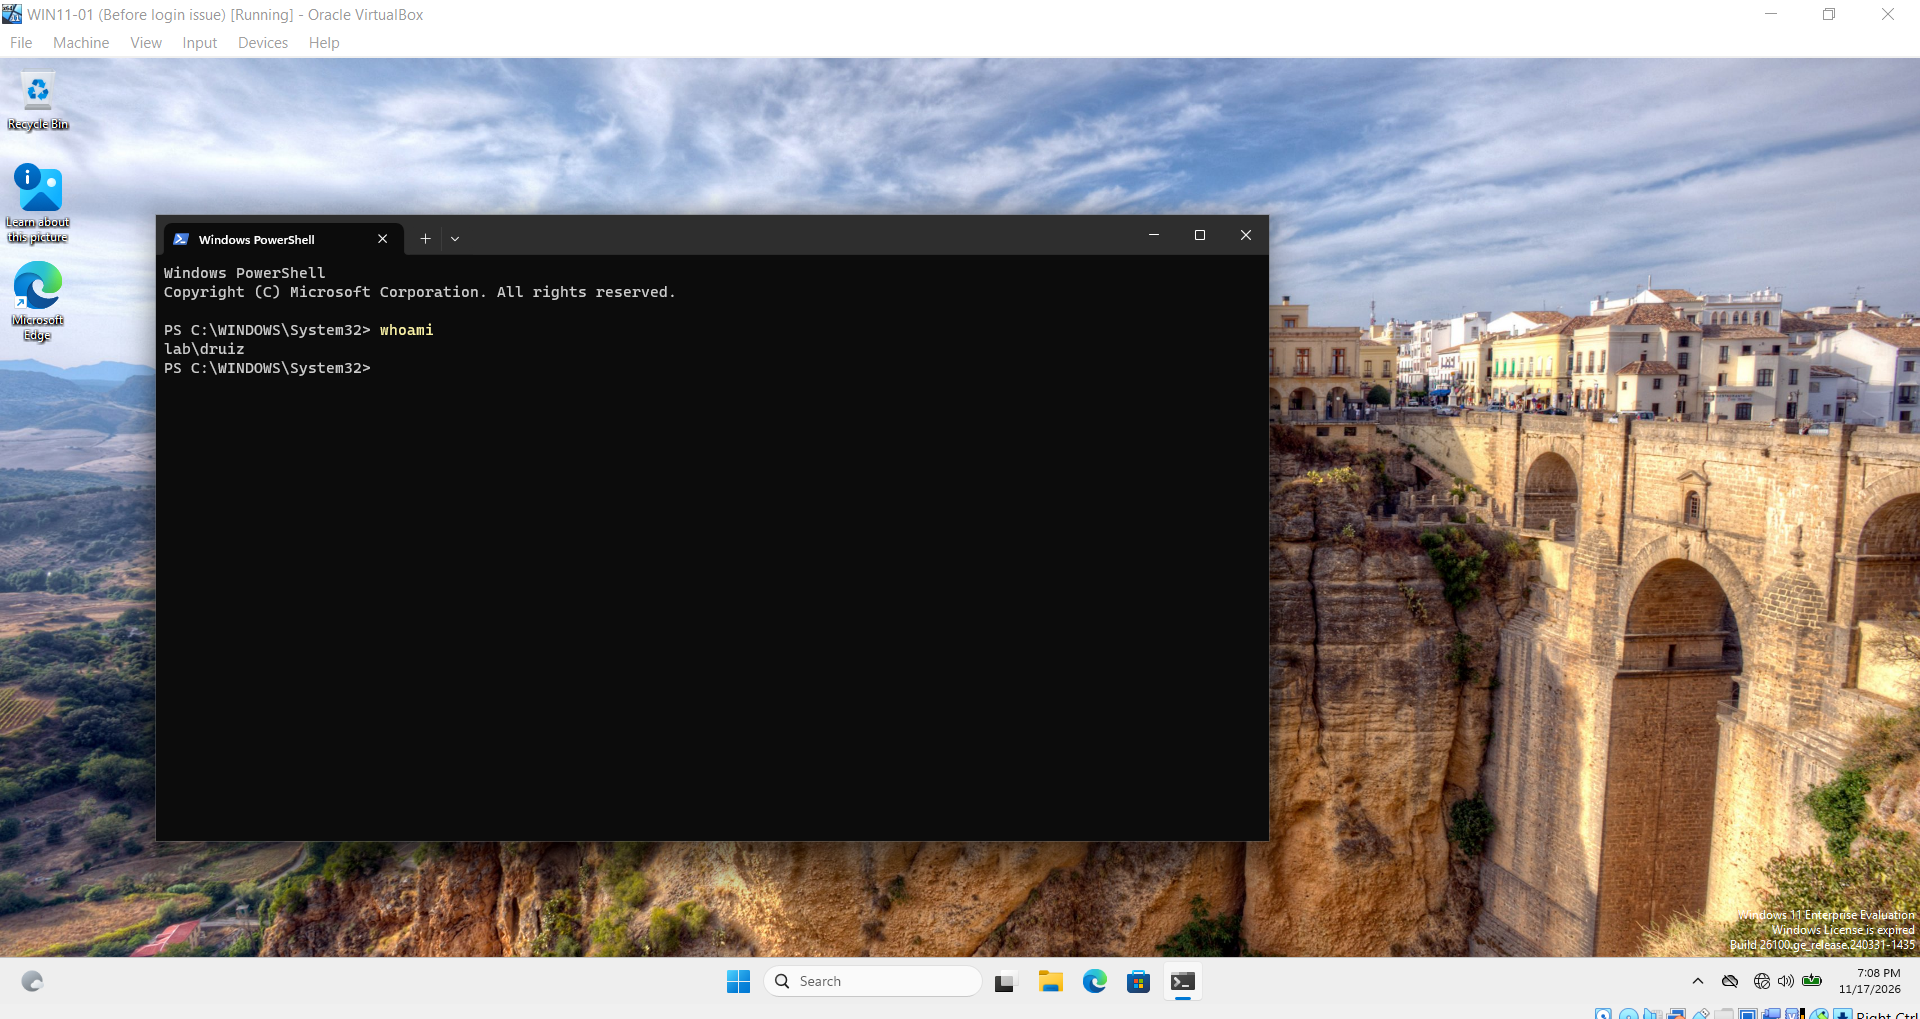 WIN11-01 (Before login issue) [Running] - Oracle VirtualBox
File Machine View Input Devices Help
Recycle Bin
Learn about
this picture
Microsoft
Edge
Windows PowerShell
Windows PowerShell
Copyright (C) Microsoft Corporation. All rights reserved.
PS C:\WINDOWS\System32> whoami
lab\druiz
PS C:\WINDOWS\System32>
Windows 11 Enterprise Evaluation
Windows License is expired
Build 26100.ge_release.240331-1435
Search
7:08 PM
11/17/2026
Right Ctrl